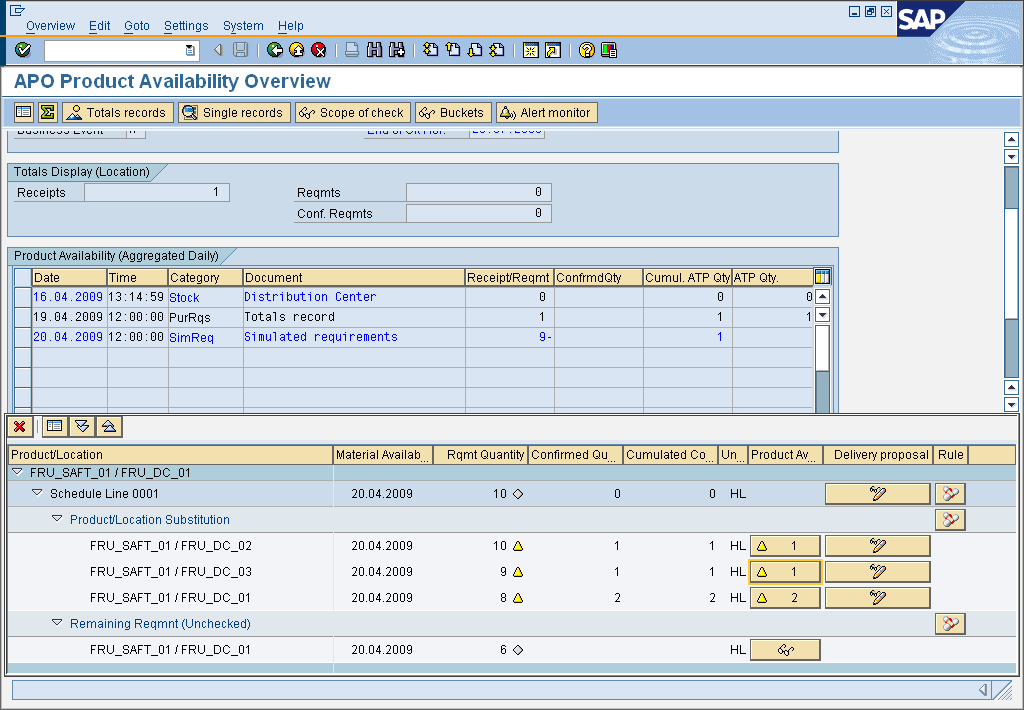 Overview Edit Goto Settings System Help
SAP
APO Product Availability Overview
Totals records Single records Scope of check Buckets Alert monitor
Business Event
Totals Display (Location)
Receipts 1 Reqmts 0
Conf. Reqmts 0
Product Availability (Aggregated Daily)
Date Time Category Document Receipt/Reqmt ConfrmdQty Cumul. ATP Qty ATP Qty.
16.04.2009 13:14:59 Stock Distribution Center 0 0 0
19.04.2009 12:00:00 PurRqs Totals record 1 1 1
20.04.2009 12:00:00 SimReq Simulated requirements 9- 1
Product/Location Material Availab... Rqmt Quantity Confirmed Qu... Cumulated Co... Un... Product Av... Delivery proposal Rule
FRU_SAFT_01 / FRU_DC_01
Schedule Line 0001 20.04.2009 10 0 0 HL
Product/Location Substitution
FRU_SAFT_01 / FRU_DC_02 20.04.2009 10 1 1 HL 1
FRU_SAFT_01 / FRU_DC_03 20.04.2009 9 1 1 HL 1
FRU_SAFT_01 / FRU_DC_01 20.04.2009 8 2 2 HL 2
Remaining Reqmnt (Unchecked)
FRU_SAFT_01 / FRU_DC_01 20.04.2009 6 HL